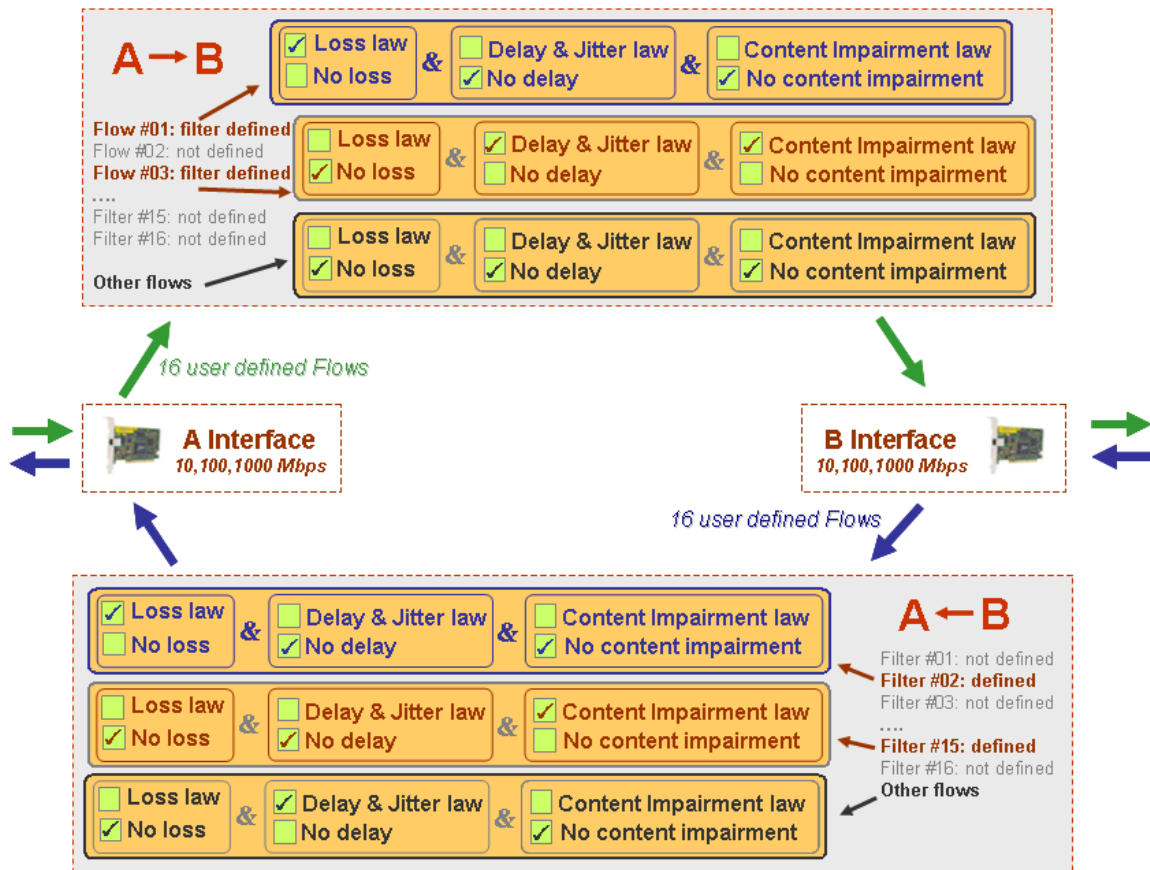 A → B
Loss law & Delay & Jitter law & Content Impairment law
No loss No delay No content impairment
Flow #01: filter defined
Flow #02: not defined
Flow #03: filter defined
....
Filter #15: not defined
Filter #16: not defined
Other flows
Loss law & Delay & Jitter law & Content Impairment law
No loss No delay No content impairment
Loss law & Delay & Jitter law & Content Impairment law
No loss No delay No content impairment
16 user defined Flows
A Interface
10,100,1000 Mbps
B Interface
10,100,1000 Mbps
16 user defined Flows
Loss law & Delay & Jitter law & Content Impairment law
No loss No delay No content impairment
Loss law & Delay & Jitter law & Content Impairment law
No loss No delay No content impairment
Loss law & Delay & Jitter law & Content Impairment law
No loss No delay No content impairment
A ← B
Filter #01: not defined
Filter #02: defined
Filter #03: not defined
....
Filter #15: defined
Filter #16: not defined
Other flows